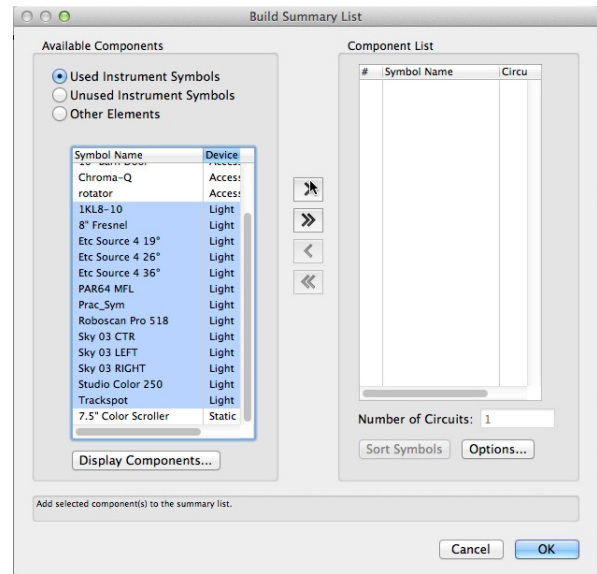 Build Summary List
Available Components
Used Instrument Symbols
Unused Instrument Symbols
Other Elements
Symbol Name Device
Chroma-Q Access
rotator Access
1KL8-10 Light
8" Fresnel Light
Etc Source 4 19° Light
Etc Source 4 26° Light
Etc Source 4 36° Light
PAR64 MFL Light
Prac_Sym Light
Roboscan Pro 518 Light
Sky 03 CTR Light
Sky 03 LEFT Light
Sky 03 RIGHT Light
Studio Color 250 Light
Trackspot Light
7.5" Color Scroller Static
Display Components...
Component List
# Symbol Name Circu
Number of Circuits: 1
Sort Symbols Options...
Add selected component(s) to the summary list.
Cancel OK